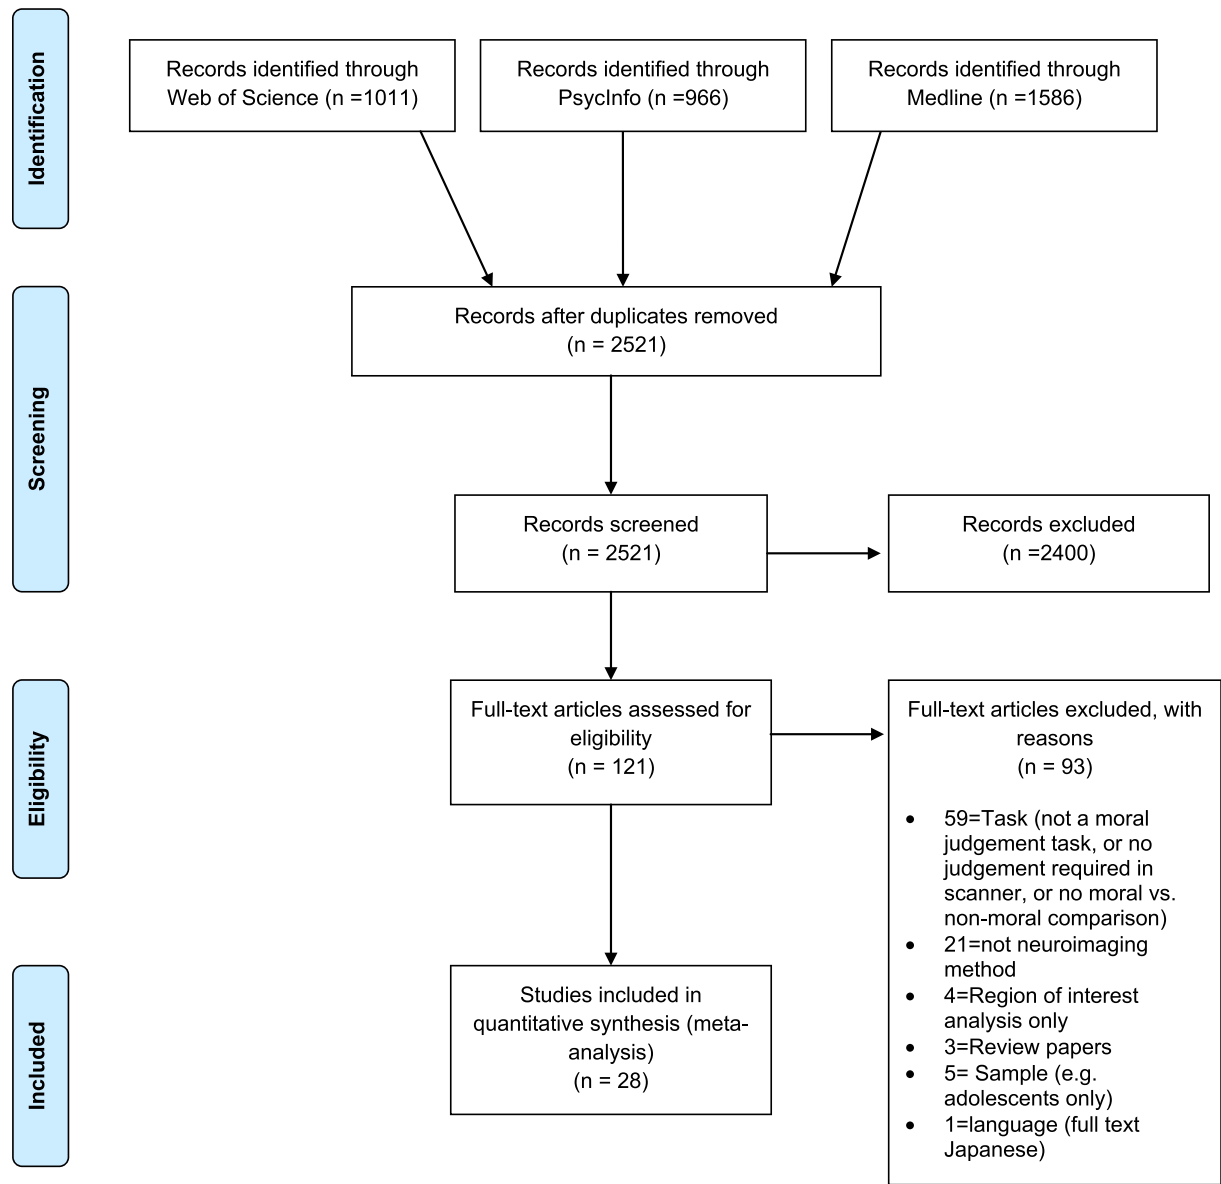 Identification
Records identified through
Web of Science (n =1011)
Records identified through
PsycInfo (n =966)
Records identified through
Medline (n =1586)
Screening
Records after duplicates removed
(n = 2521)
Records screened
(n = 2521)
Records excluded
(n =2400)
Eligibility
Full-text articles assessed for
eligibility
(n = 121)
Full-text articles excluded, with
reasons
(n = 93)
• 59=Task (not a moral
judgement task, or no
judgement required in
scanner, or no moral vs.
non-moral comparison)
• 21=not neuroimaging
method
• 4=Region of interest
analysis only
• 3=Review papers
• 5= Sample (e.g.
adolescents only)
• 1=language (full text
Japanese)
Included
Studies included in
quantitative synthesis (meta-
analysis)
(n = 28)